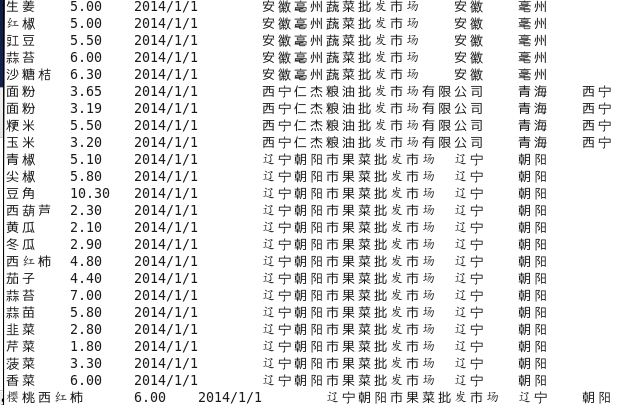 生姜 5.00 2014/1/1 安徽亳州蔬菜批发市场 安徽 亳州
红椒 5.00 2014/1/1 安徽亳州蔬菜批发市场 安徽 亳州
豇豆 5.50 2014/1/1 安徽亳州蔬菜批发市场 安徽 亳州
蒜苔 6.00 2014/1/1 安徽亳州蔬菜批发市场 安徽 亳州
沙糖桔 6.30 2014/1/1 安徽亳州蔬菜批发市场 安徽 亳州
面粉 3.65 2014/1/1 西宁仁杰粮油批发市场有限公司 青海 西宁
面粉 3.19 2014/1/1 西宁仁杰粮油批发市场有限公司 青海 西宁
粳米 5.50 2014/1/1 西宁仁杰粮油批发市场有限公司 青海 西宁
玉米 3.20 2014/1/1 西宁仁杰粮油批发市场有限公司 青海 西宁
青椒 5.10 2014/1/1 辽宁朝阳市果菜批发市场 辽宁 朝阳
尖椒 5.80 2014/1/1 辽宁朝阳市果菜批发市场 辽宁 朝阳
豆角 10.30 2014/1/1 辽宁朝阳市果菜批发市场 辽宁 朝阳
西葫芦 2.30 2014/1/1 辽宁朝阳市果菜批发市场 辽宁 朝阳
黄瓜 2.10 2014/1/1 辽宁朝阳市果菜批发市场 辽宁 朝阳
冬瓜 2.90 2014/1/1 辽宁朝阳市果菜批发市场 辽宁 朝阳
西红柿 4.80 2014/1/1 辽宁朝阳市果菜批发市场 辽宁 朝阳
茄子 4.40 2014/1/1 辽宁朝阳市果菜批发市场 辽宁 朝阳
蒜苔 7.00 2014/1/1 辽宁朝阳市果菜批发市场 辽宁 朝阳
蒜苗 5.80 2014/1/1 辽宁朝阳市果菜批发市场 辽宁 朝阳
韭菜 2.80 2014/1/1 辽宁朝阳市果菜批发市场 辽宁 朝阳
芹菜 1.80 2014/1/1 辽宁朝阳市果菜批发市场 辽宁 朝阳
菠菜 3.30 2014/1/1 辽宁朝阳市果菜批发市场 辽宁 朝阳
香菜 6.00 2014/1/1 辽宁朝阳市果菜批发市场 辽宁 朝阳
樱桃西红柿 6.00 2014/1/1 辽宁朝阳市果菜批发市场 辽宁 朝阳